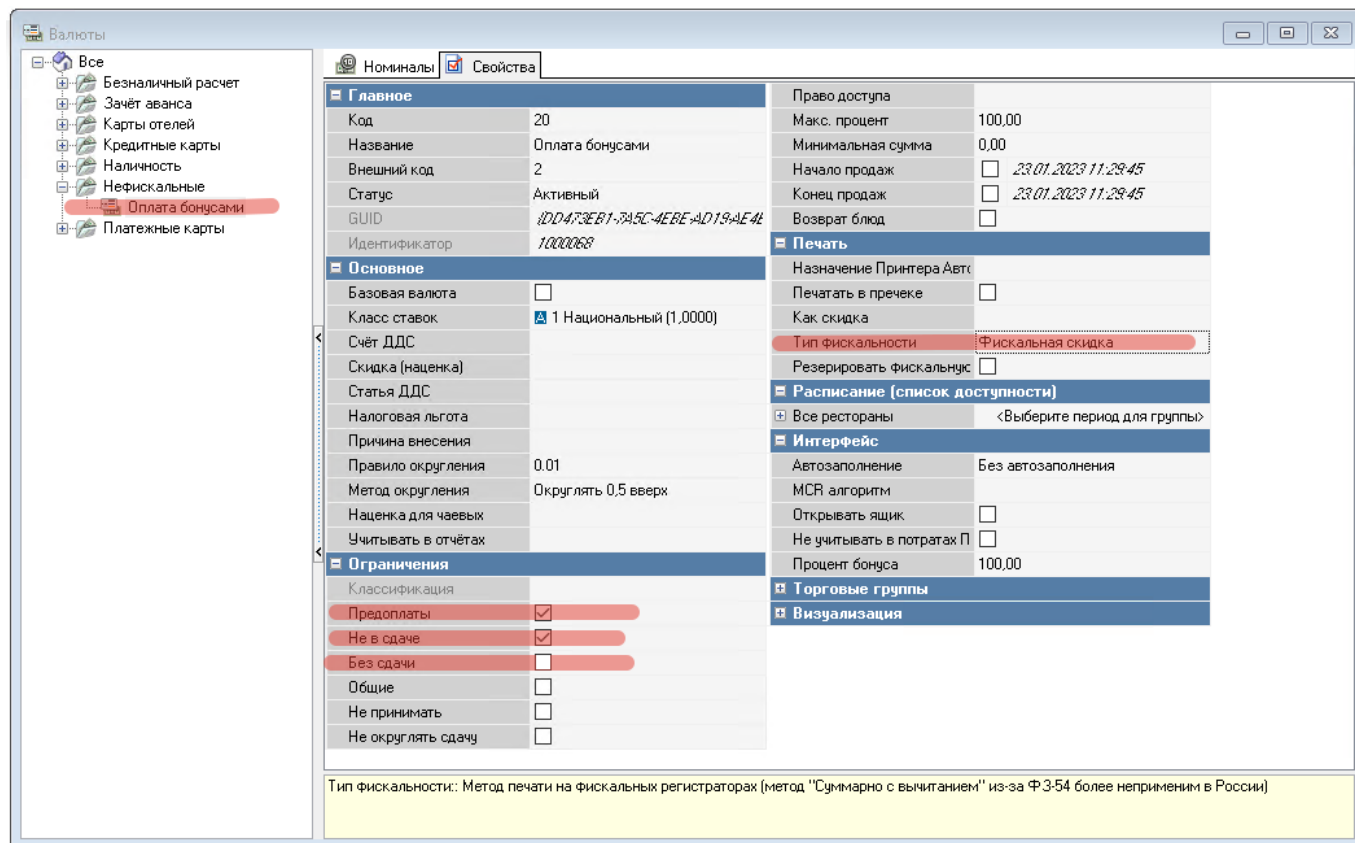 Валюты
Все
Безналичный расчет
Зачёт аванса
Карты отелей
Кредитные карты
Наличность
Нефискальные
Оплата бонусами
Платежные карты
Номиналы Свойства
Главное
Код 20
Название Оплата бонусами
Внешний код 2
Статус Активный
GUID
Идентификатор 1000068
Основное
Базовая валюта
Класс ставок 1 Национальный (1,0000)
Счёт ДДС
Скидка (наценка)
Статья ДДС
Налоговая льгота
Причина внесения
Правило округления 0.01
Метод округления Округлять 0,5 вверх
Наценка для чаевых
Учитывать в отчётах
Ограничения
Классификация
Предоплаты
Не в сдаче
Без сдачи
Общие
Не принимать
Не округлять сдачу
Право доступа
Макс. процент 100,00
Минимальная сумма 0,00
Начало продаж 23.01.2023 11:29:45
Конец продаж 23.01.2023 11:29:45
Возврат блюд
Печать
Назначение Принтера Авто
Печатать в пречеке
Как скидка
Тип фискальности Фискальная скидка
Резерировать фискальную
Расписание (список доступности)
Все рестораны <Выберите период для группы>
Интерфейс
Автозаполнение Без автозаполнения
MCR алгоритм
Открывать ящик
Не учитывать в потратах П
Процент бонуса 100,00
Торговые группы
Визуализация
Тип фискальности:: Метод печати на фискальных регистраторах (метод "Суммарно с вычитанием" из-за ФЗ-54 более неприменим в России)